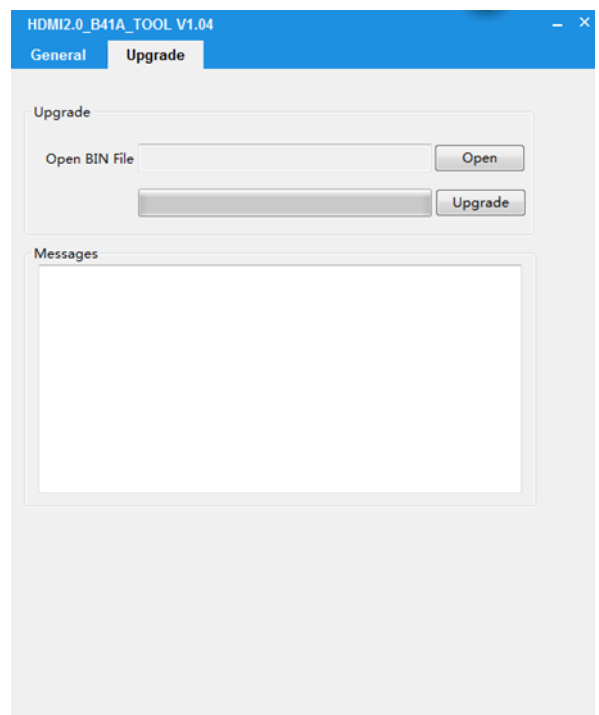 HDMI2.0_B41A_TOOL V1.04
General Upgrade
Upgrade
Open BIN File Open
Upgrade
Messages